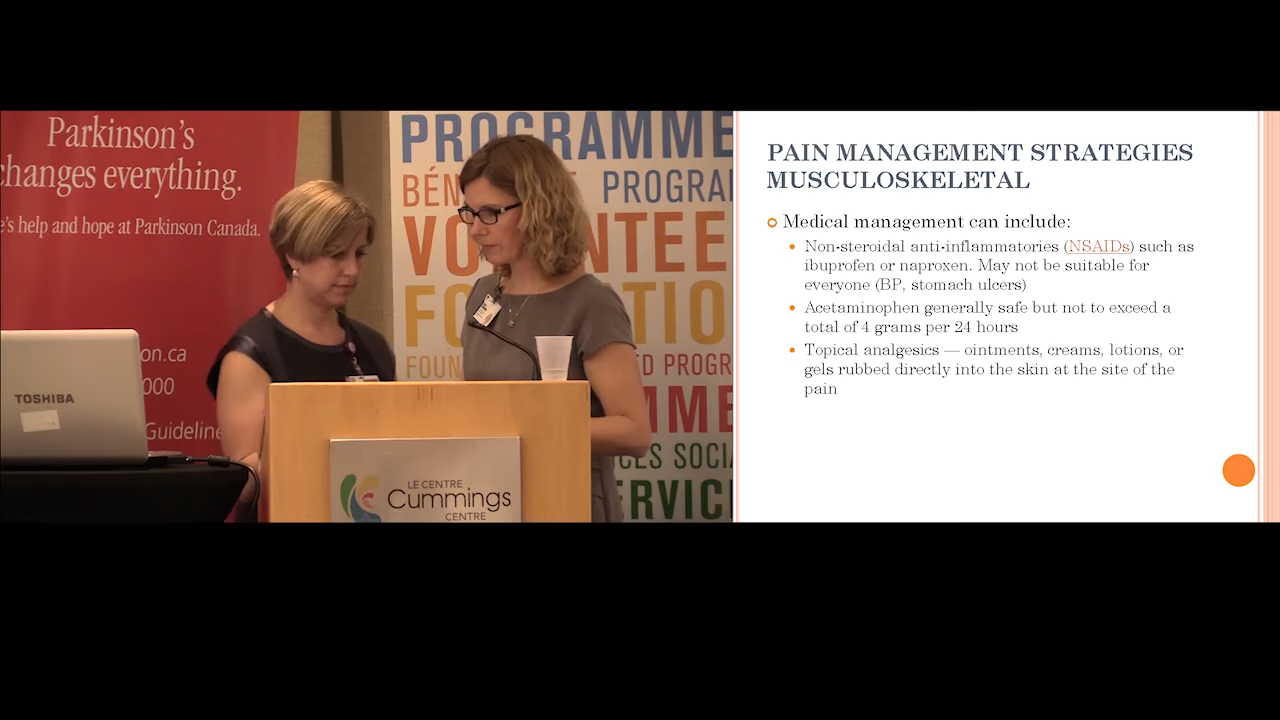 Parkinson's
changes everything.
e's help and hope at Parkinson Canada.
on.ca
000
Guideline
TOSHIBA
PROGRAMME
BÉN
PROGRA
VO NTEE
FO TIO
FOUN
ED PROGR
MME
CES SOCI
ERVIC
LE CENTRE
Cummings
CENTRE
PAIN MANAGEMENT STRATEGIES
MUSCULOSKELETAL
Medical management can include:
Non-steroidal anti-inflammatories (NSAIDs) such as
ibuprofen or naproxen. May not be suitable for
everyone (BP, stomach ulcers)
Acetaminophen generally safe but not to exceed a
total of 4 grams per 24 hours
Topical analgesics — ointments, creams, lotions, or
gels rubbed directly into the skin at the site of the
pain